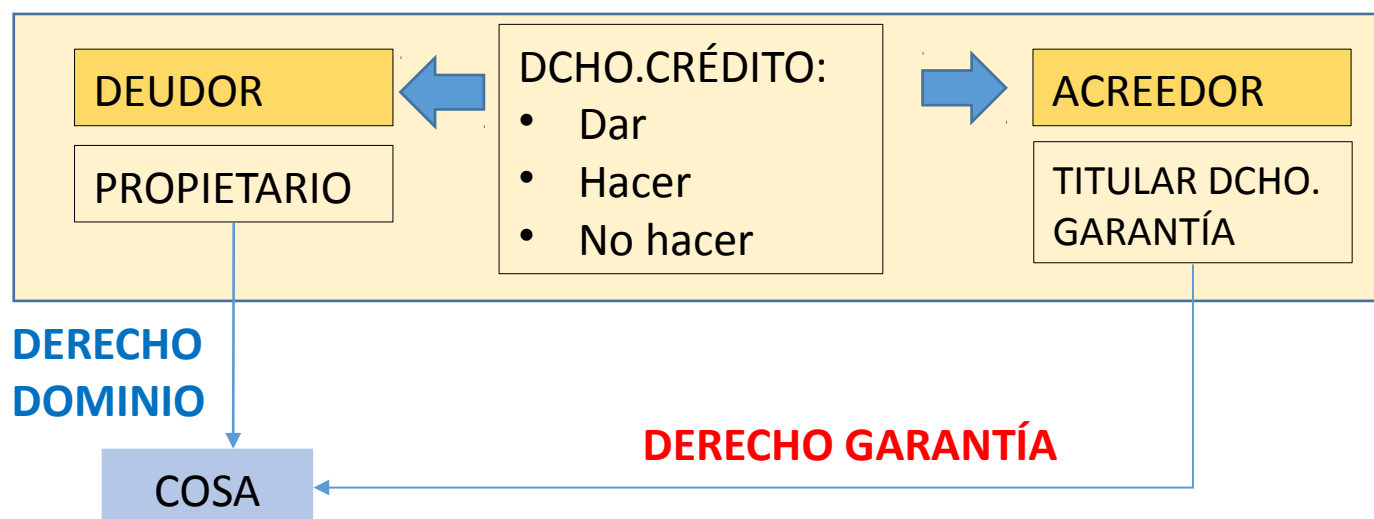 DEUDOR
PROPIETARIO
DCHO.CRÉDITO:
• Dar
• Hacer
• No hacer
ACREEDOR
TITULAR DCHO.
GARANTÍA
DERECHO
DOMINIO
DERECHO GARANTÍA
COSA